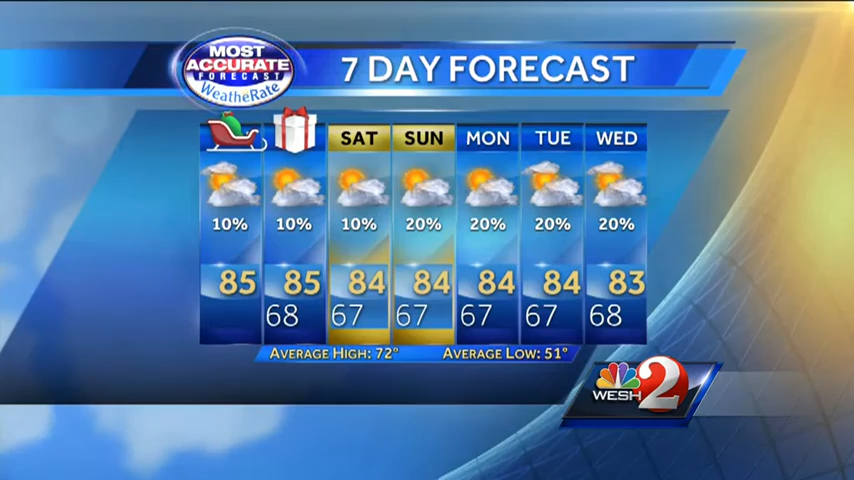 MOST
ACCURATE
FORECAST
WeatheRate
7 DAY FORECAST
SAT SUN MON TUE WED
10% 10% 10% 20% 20% 20% 20%
85 85 84 84 84 84 83
68 67 67 67 67 68
AVERAGE HIGH: 72° AVERAGE LOW: 51°
WESH 2